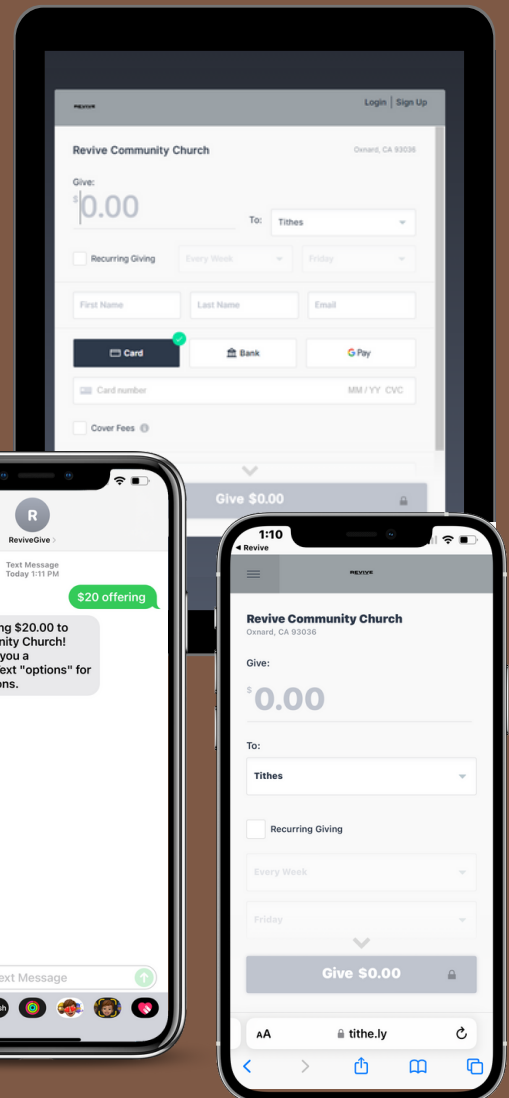 REVIVE
Login | Sign Up
Revive Community Church
Oxnard, CA 93036
Give:
$0.00
To: Tithes
Recurring Giving Every Week Friday
First Name Last Name Email
Card Bank G Pay
Card number MM / YY CVC
Cover Fees
Give $0.00
R
ReviveGive >
Text Message
Today 1:11 PM
$20 offering
ng $20.00 to
nity Church!
you a
ext "options" for
ons.
ext Message
sh
1:10
◀ Revive
REVIVE
Revive Community Church
Oxnard, CA 93036
Give:
$0.00
To:
Tithes
Recurring Giving
Every Week
Friday
Give $0.00
AA tithe.ly